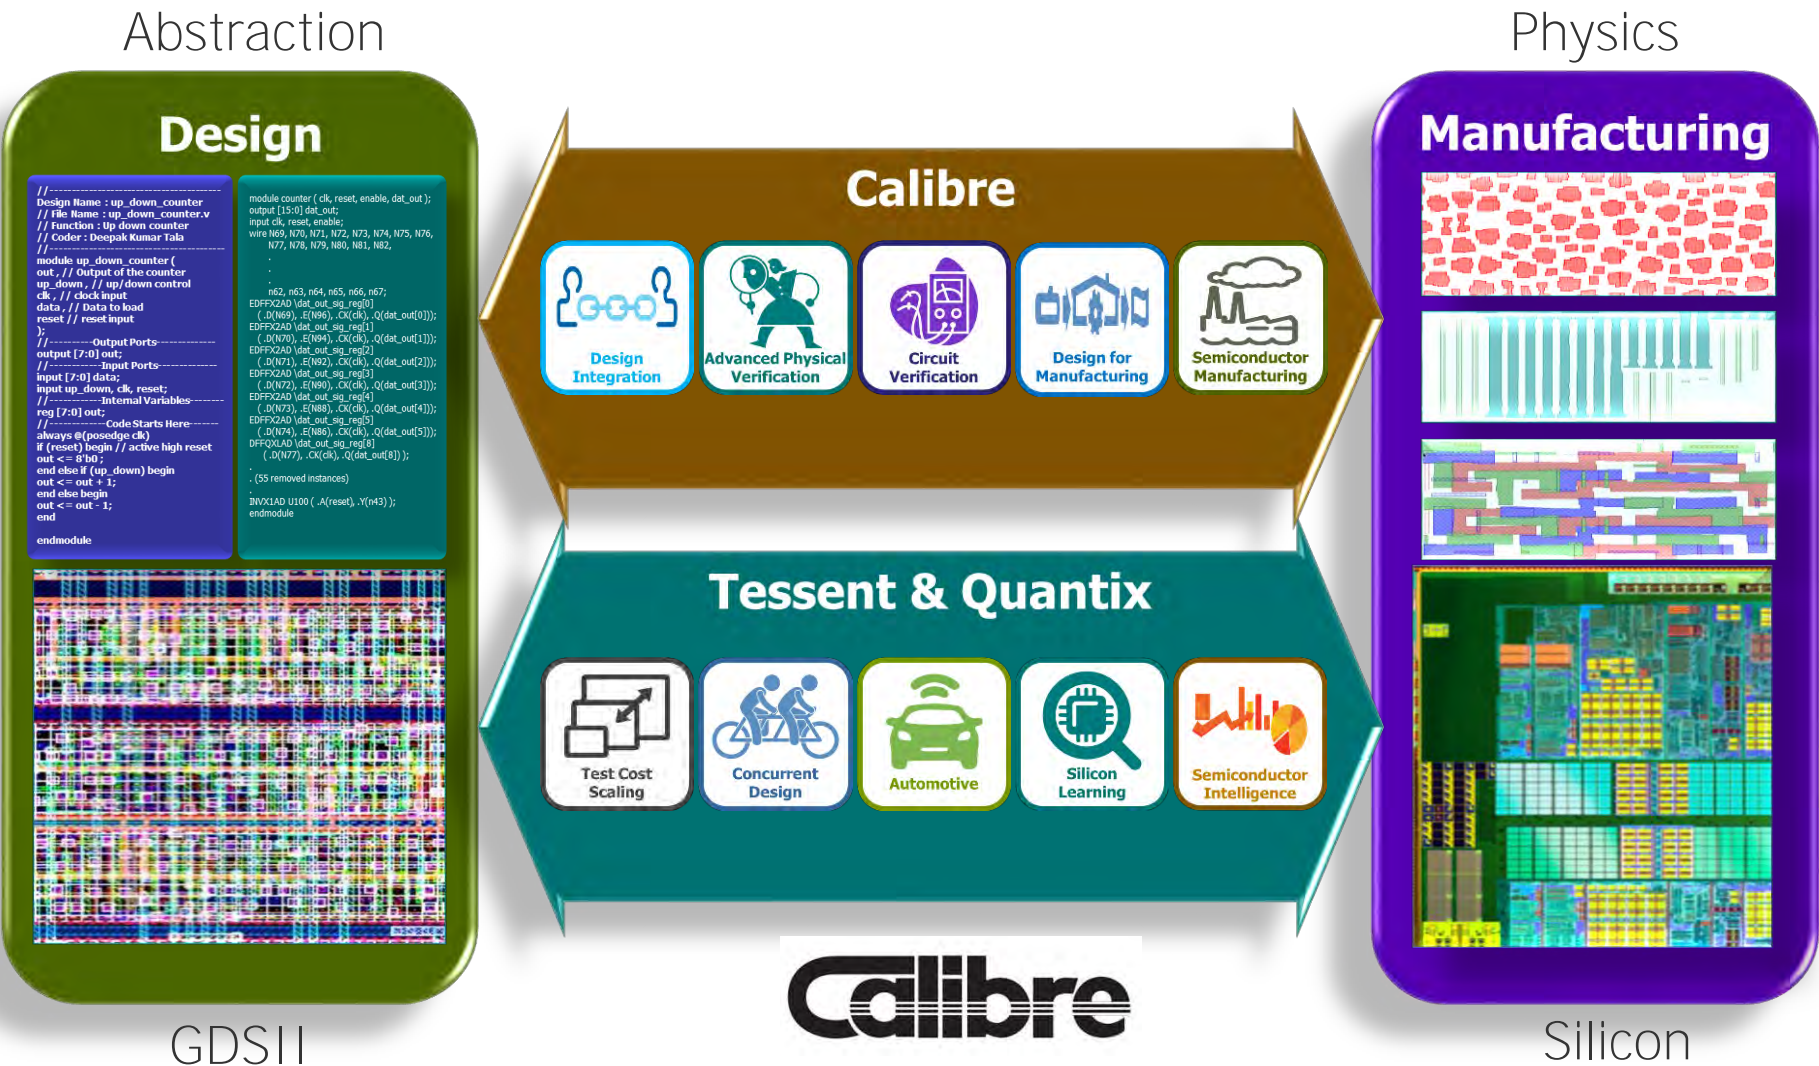 Abstraction
Physics
Design
//--------------------------------------
Design Name : up_down_counter
// File Name : up_down_counter.v
// Function : Up down counter
// Coder : Deepak Kumar Tala
//---------------------------------------
module up_down_counter (
out , // Output of the counter
up_down , // up/down control
clk , // clock input
data , // Data to load
reset // reset input
);
//----------Output Ports--------------
output [7:0] out;
//------------Input Ports-------------
input [7:0] data;
input up_down, clk, reset;
//------------Internal Variables--------
reg [7:0] out;
//-------------Code Starts Here-------
always @(posedge clk)
if (reset) begin // active high reset
out <= 8'b0 ;
end else if (up_down) begin
out <= out + 1;
end else begin
out <= out - 1;
end
endmodule
module counter ( clk, reset, enable, dat_out );
output [15:0] dat_out;
input clk, reset, enable;
wire N69, N70, N71, N72, N73, N74, N75, N76,
N77, N78, N79, N80, N81, N82,
.
.
.
n62, n63, n64, n65, n66, n67;
EDFFX2AD \dat_out_sig_reg[0]
( .D(N69), .E(N96), .CK(clk), .Q(dat_out[0]));
EDFFX2AD \dat_out_sig_reg[1]
( .D(N70), .E(N94), .CK(clk), .Q(dat_out[1]));
EDFFX2AD \dat_out_sig_reg[2]
( .D(N71), .E(N92), .CK(clk), .Q(dat_out[2]));
EDFFX2AD \dat_out_sig_reg[3]
( .D(N72), .E(N90), .CK(clk), .Q(dat_out[3]));
EDFFX2AD \dat_out_sig_reg[4]
( .D(N73), .E(N88), .CK(clk), .Q(dat_out[4]));
EDFFX2AD \dat_out_sig_reg[5]
( .D(N74), .E(N86), .CK(clk), .Q(dat_out[5]));
DFFQXLAD \dat_out_sig_reg[8]
( .D(N77), .CK(clk), .Q(dat_out[8]) );
.
. (55 removed instances)
.
INVX1AD U100 ( .A(reset), .Y(n43) );
endmodule
Calibre
Design
Integration
Advanced Physical
Verification
Circuit
Verification
Design for
Manufacturing
Semiconductor
Manufacturing
Tessent & Quantix
Test Cost
Scaling
Concurrent
Design
Automotive
Silicon
Learning
Semiconductor
Intelligence
Manufacturing
Calibre
GDSII
Silicon